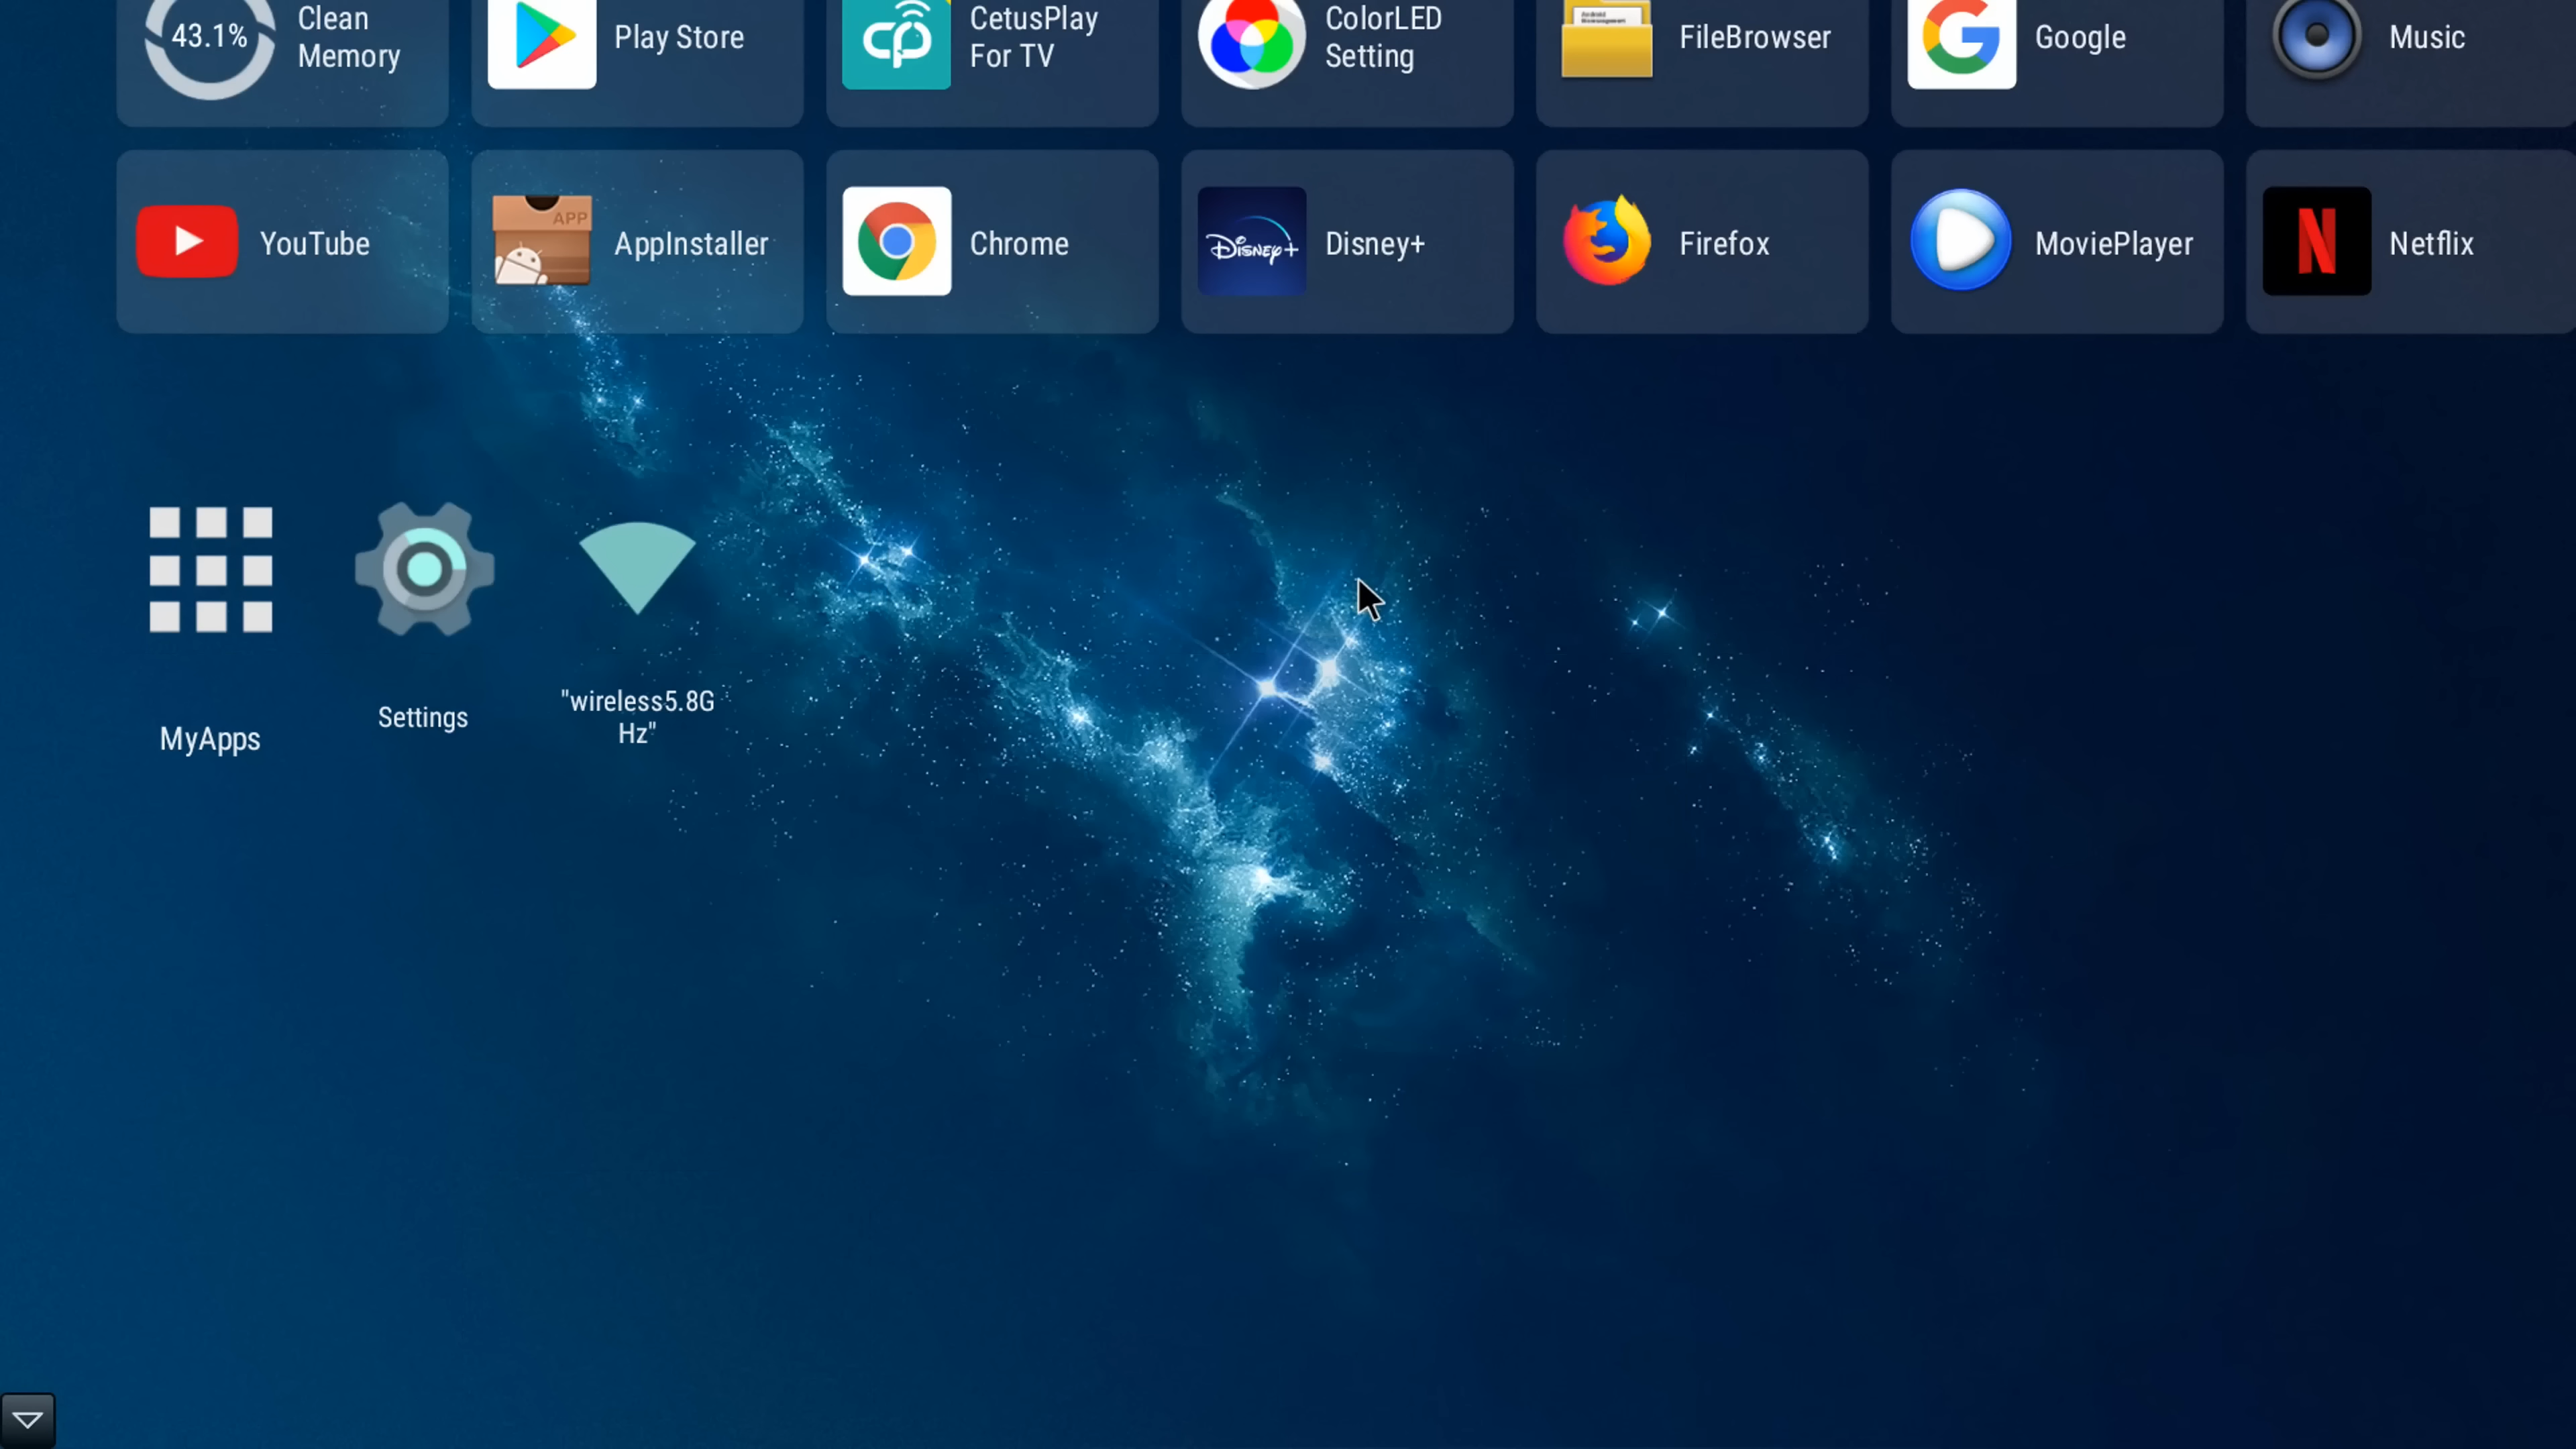 43.1%
Clean
Memory
Play Store
CetusPlay
For TV
ColorLED
Setting
FileBrowser
Google
Music
YouTube
APP
AppInstaller
Chrome
Disney+
Disney+
Firefox
MoviePlayer
N
Netflix
MyApps
Settings
"wireless5.8G
Hz"